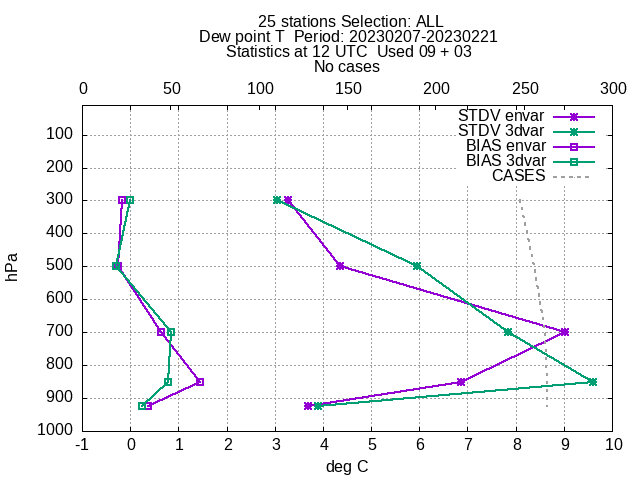 25 stations Selection: ALL
Dew point T  Period: 20230207-20230221
Statistics at 12 UTC  Used 09 + 03
No cases
0 50 100 150 200 250 300
STDV envar
STDV 3dvar
BIAS envar
BIAS 3dvar
CASES
100
200
300
400
500
600
700
800
900
1000
hPa
-1 0 1 2 3 4 5 6 7 8 9 10
deg C